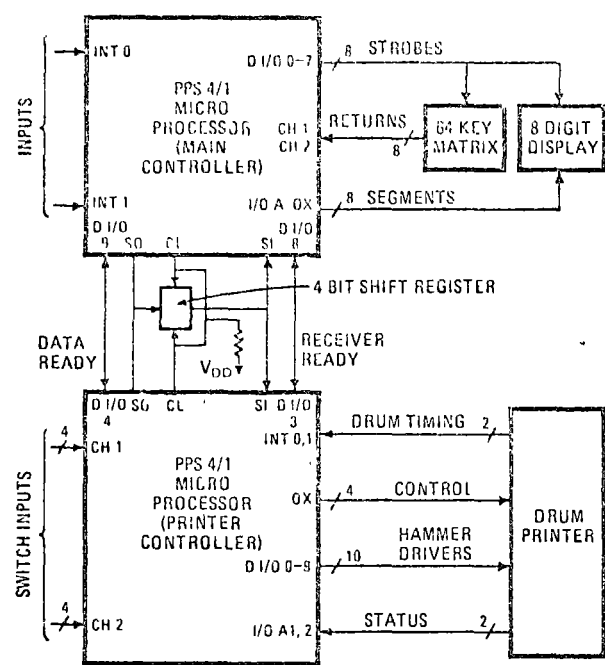 INPUTS
INT 0
PPS 4/1
MICRO
PROCESSOR
(MAIN
CONTROLLER)
INT 1
D I/O 0-7
CH 1
CH 2
I/O A OX
D I/O
9 SO CL SI 8
D I/O
8 STROBES
RETURNS
8
64 KEY
MATRIX
8 DIGIT
DISPLAY
8 SEGMENTS
4 BIT SHIFT REGISTER
DATA
READY
VDD
RECEIVER
READY
D I/O SO CL SI D I/O
4 3
SWITCH INPUTS
4
CH 1
PPS 4/1
MICRO
PROCESSOR
(PRINTER
CONTROLLER)
4
CH 2
INT 0,1
OX
D I/O 0-9
I/O A1, 2
DRUM TIMING 2
4 CONTROL
HAMMER
10 DRIVERS
STATUS 2
DRUM
PRINTER